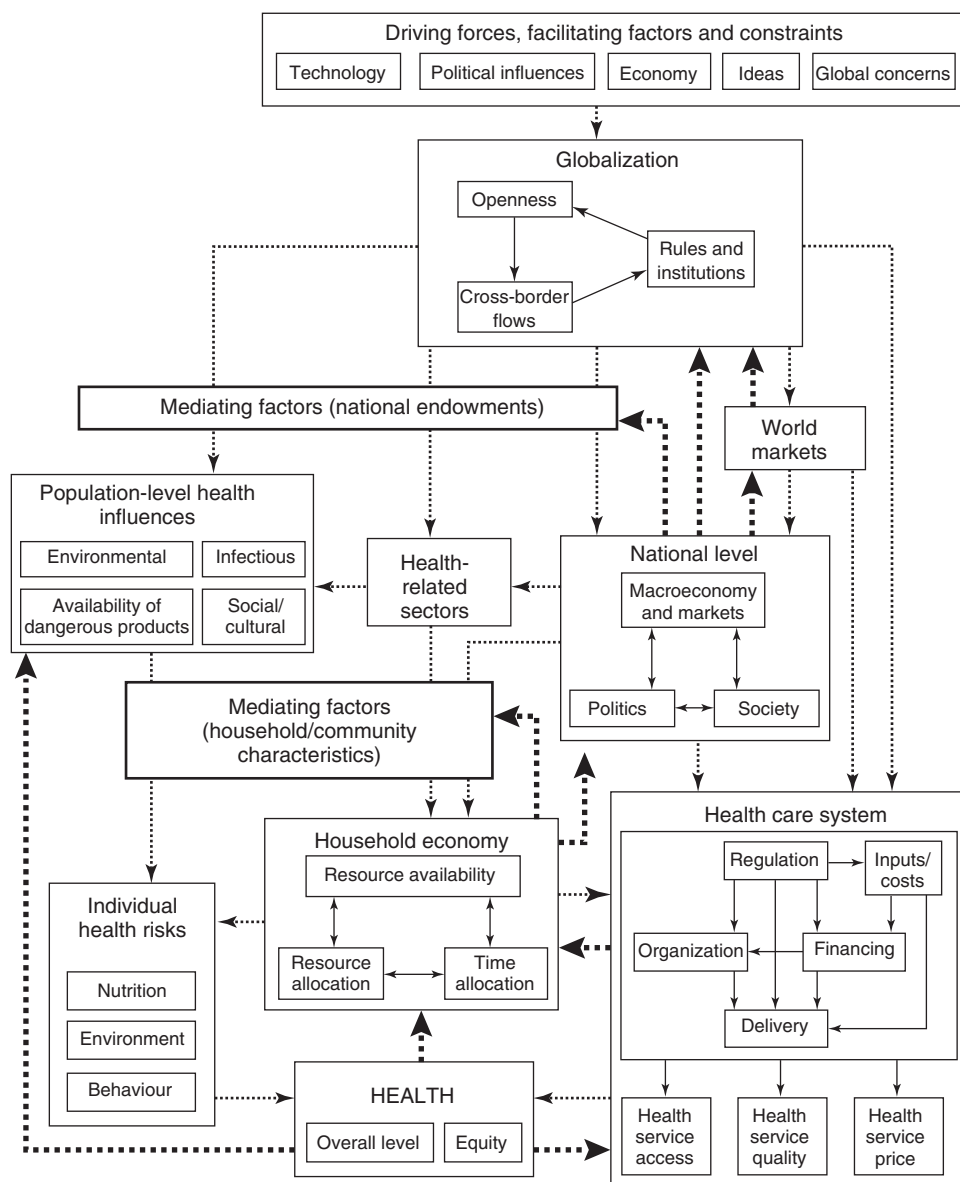 Driving forces, facilitating factors and constraints
Technology
Political influences
Economy
Ideas
Global concerns
Globalization
Openness
Rules and
institutions
Cross-border
flows
Mediating factors (national endowments)
World
markets
Population-level health
influences
Environmental
Infectious
Availability of
dangerous products
Social/
cultural
Health-
related
sectors
National level
Macroeconomy
and markets
Politics
Society
Mediating factors
(household/community
characteristics)
Household economy
Resource availability
Resource
allocation
Time
allocation
Health care system
Regulation
Inputs/
costs
Organization
Financing
Delivery
Individual
health risks
Nutrition
Environment
Behaviour
HEALTH
Overall level
Equity
Health
service
access
Health
service
quality
Health
service
price